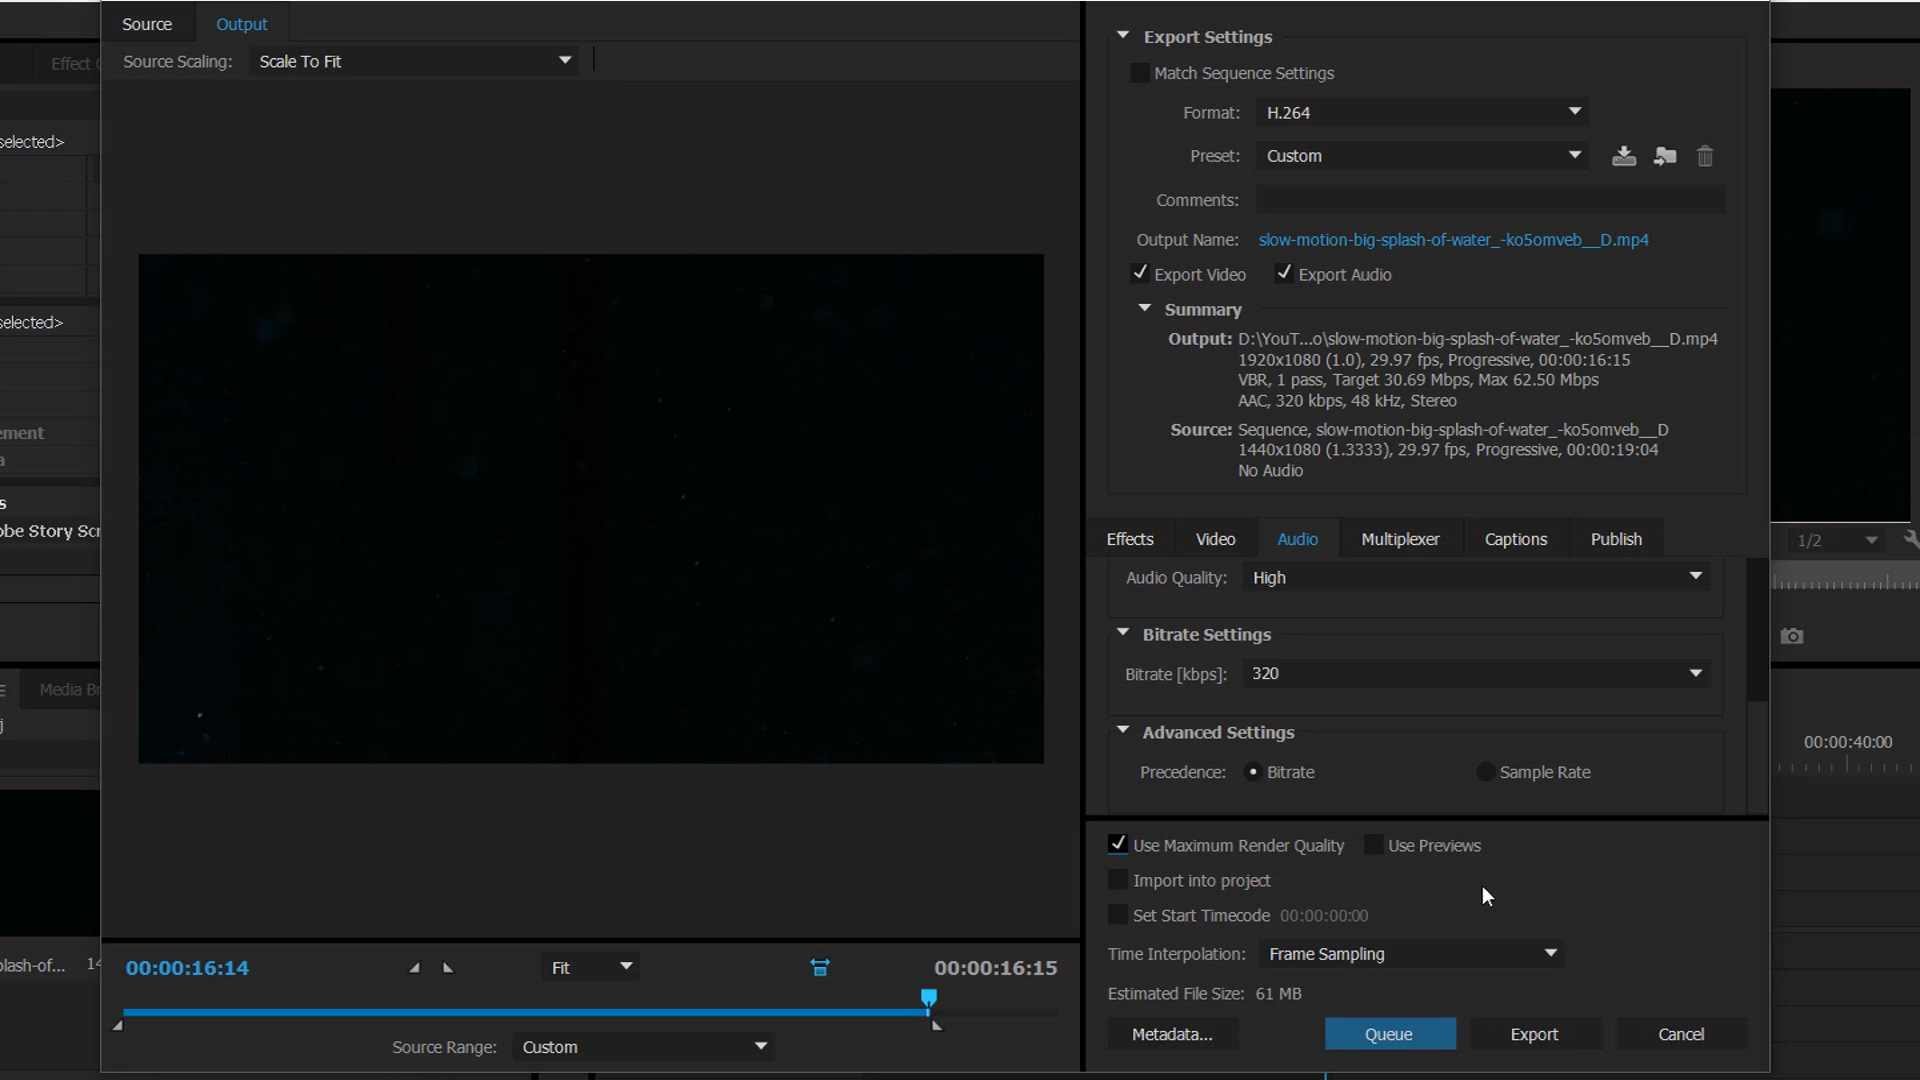 Source
Output
Source Scaling: Scale To Fit
Export Settings
Match Sequence Settings
Format: H.264
Preset: Custom
Comments:
Output Name: slow-motion-big-splash-of-water_-ko5omveb__D.mp4
Export Video
Export Audio
Summary
Output: D:\YouT...o\slow-motion-big-splash-of-water_-ko5omveb__D.mp4
1920x1080 (1.0), 29.97 fps, Progressive, 00:00:16:15
VBR, 1 pass, Target 30.69 Mbps, Max 62.50 Mbps
AAC, 320 kbps, 48 kHz, Stereo
Source: Sequence, slow-motion-big-splash-of-water_-ko5omveb__D
1440x1080 (1.3333), 29.97 fps, Progressive, 00:00:19:04
No Audio
Effects Video Audio Multiplexer Captions Publish
Audio Quality: High
Bitrate Settings
Bitrate [kbps]: 320
Advanced Settings
Precedence: Bitrate Sample Rate
Use Maximum Render Quality Use Previews
Import into project
Set Start Timecode 00:00:00:00
Time Interpolation: Frame Sampling
Estimated File Size: 61 MB
Metadata... Queue Export Cancel
00:00:16:14
Fit
00:00:16:15
Source Range: Custom
Effect
selected>
selected>
ement
a
s
obe Story Scr
Media Br
j
plash-of... 14
1/2
00:00:40:00